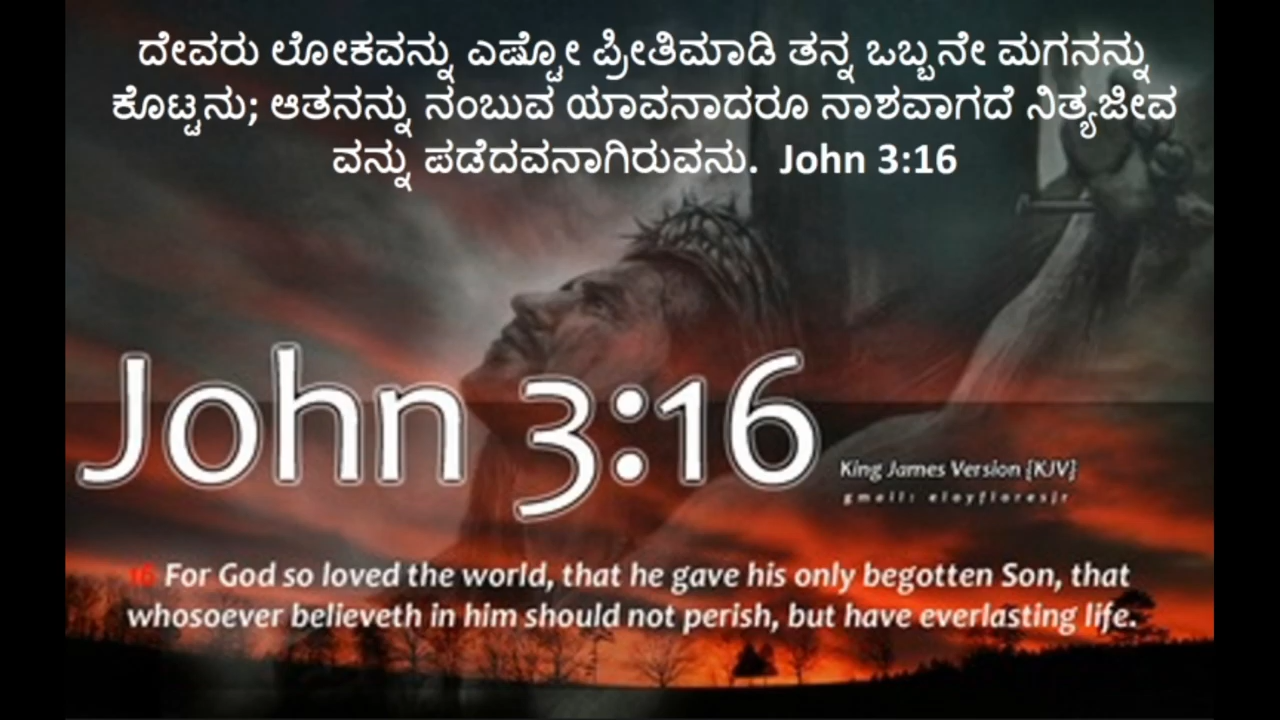 ದೇವರು ಲೋಕವನ್ನು ಎಷ್ಟೋ ಪ್ರೀತಿಮಾಡಿ ತನ್ನ ಒಬ್ಬನೇ ಮಗನನ್ನು
ಕೊಟ್ಟನು; ಆತನನ್ನು ನಂಬುವ ಯಾವನಾದರೂ ನಾಶವಾಗದೆ ನಿತ್ಯಜೀವ
ವನ್ನು ಪಡೆದವನಾಗಿರುವನು. John 3:16
John 3:16
King James Version {KJV}
gmail: eloyfloresjr
16 For God so loved the world, that he gave his only begotten Son, that
whosoever believeth in him should not perish, but have everlasting life.